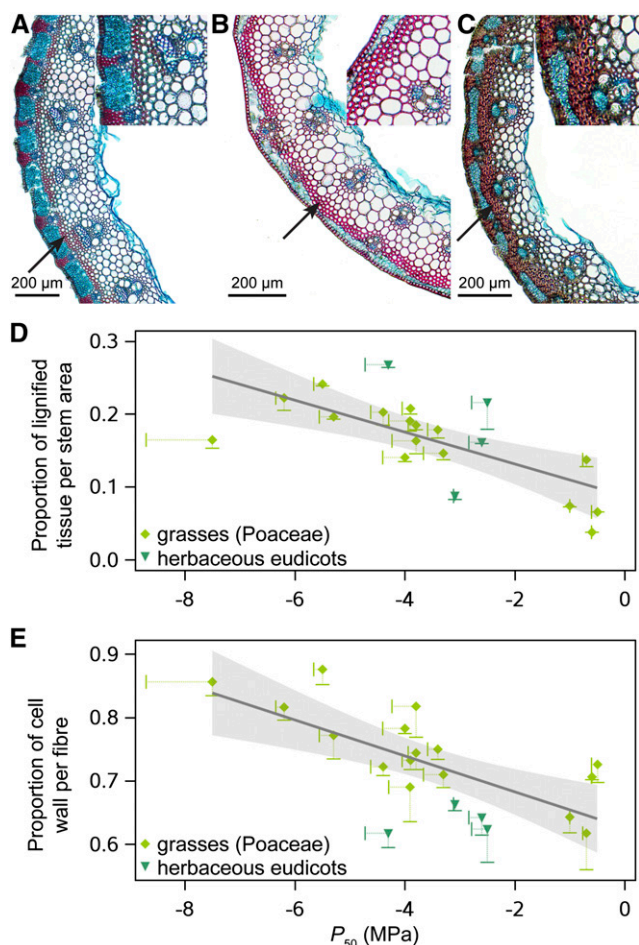 A B C
200 µm 200 µm 200 µm
D
Proportion of lignified
tissue per stem area
0.3
0.2
0.1
0.0
grasses (Poaceae)
herbaceous eudicots
-8 -6 -4 -2 0
E
Proportion of cell
wall per fibre
0.9
0.8
0.7
0.6
grasses (Poaceae)
herbaceous eudicots
-8 -6 -4 -2 0
P50 (MPa)